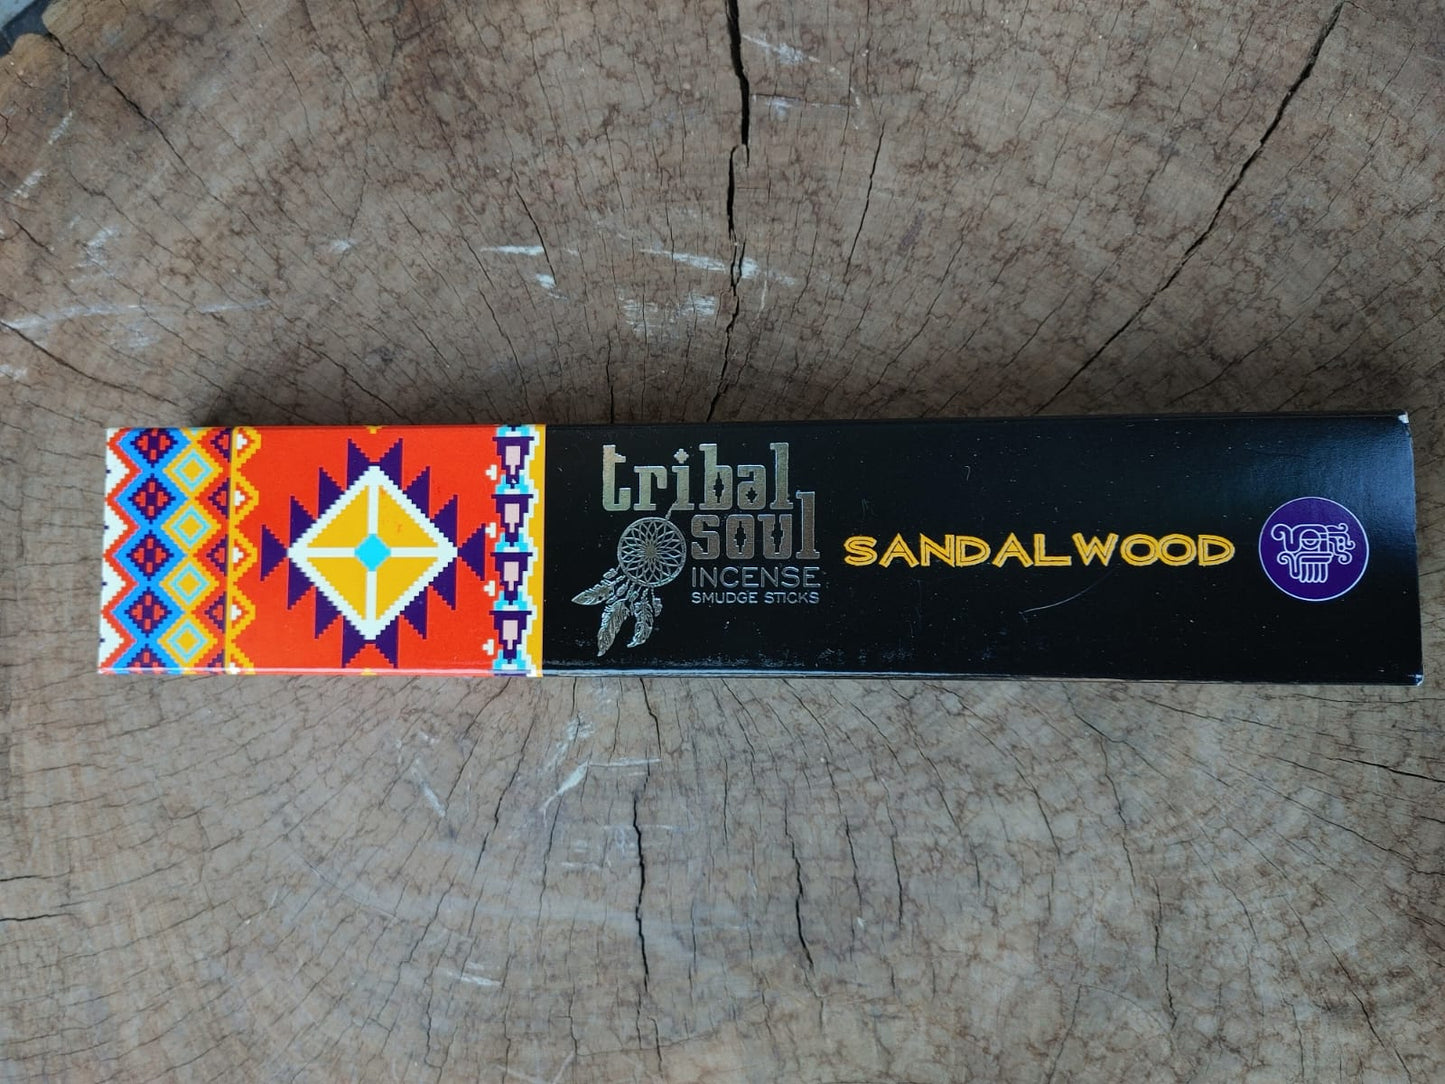 tribal
soul
INCENSE
SMUDGE STICKS
SANDALWOOD